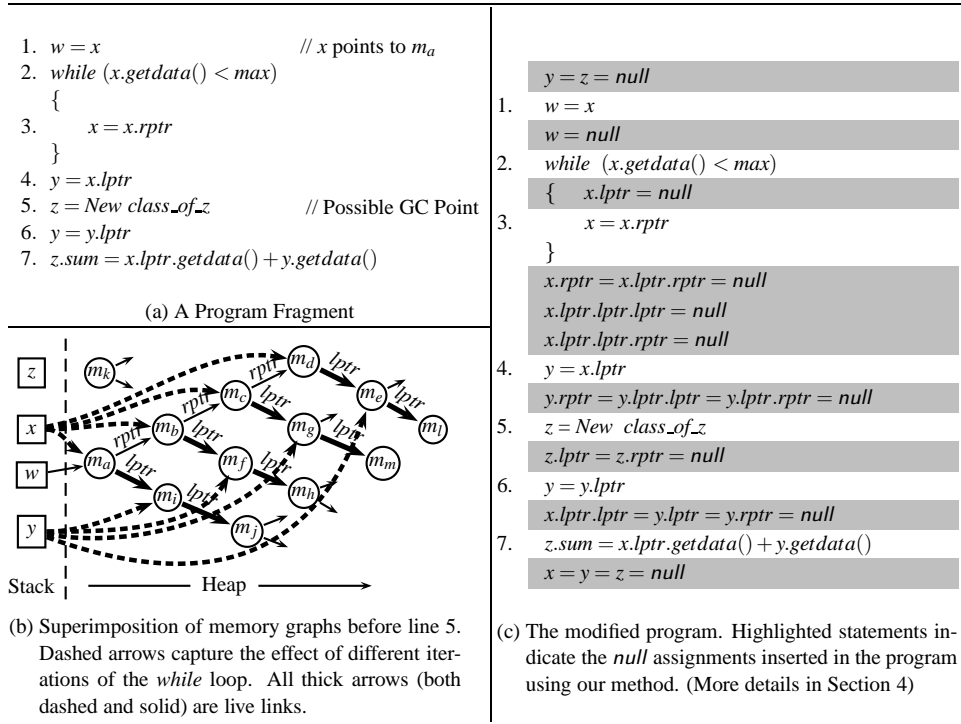 1. w = x // x points to m_a
2. while (x.getdata() < max)
{
3. x = x.rptr
}
4. y = x.lptr
5. z = New class_of_z // Possible GC Point
6. y = y.lptr
7. z.sum = x.lptr.getdata() + y.getdata()
(a) A Program Fragment
z
x
w
y
m_k
m_a
m_b
m_c
m_d
m_e
m_l
m_g
m_m
m_f
m_h
m_i
m_j
rptr
rptr
rptr
lptr
lptr
lptr
lptr
lptr
lptr
lptr
lptr
Stack
Heap
(b) Superimposition of memory graphs before line 5.
Dashed arrows capture the effect of different iter-
ations of the while loop. All thick arrows (both
dashed and solid) are live links.
y = z = null
1. w = x
w = null
2. while (x.getdata() < max)
{ x.lptr = null
3. x = x.rptr
}
x.rptr = x.lptr.rptr = null
x.lptr.lptr.lptr = null
x.lptr.lptr.rptr = null
4. y = x.lptr
y.rptr = y.lptr.lptr = y.lptr.rptr = null
5. z = New class_of_z
z.lptr = z.rptr = null
6. y = y.lptr
x.lptr.lptr = y.lptr = y.rptr = null
7. z.sum = x.lptr.getdata() + y.getdata()
x = y = z = null
(c) The modified program. Highlighted statements in-
dicate the null assignments inserted in the program
using our method. (More details in Section 4)